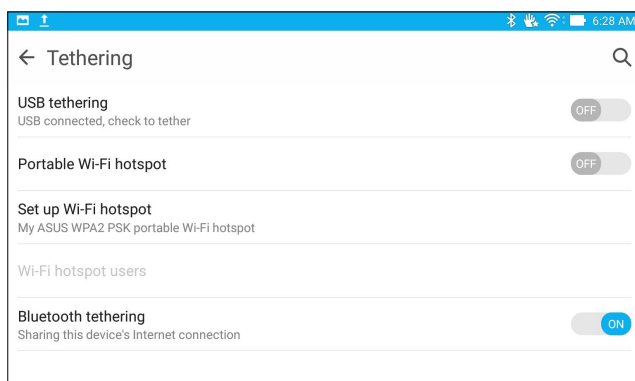 6:28 AM
Tethering
USB tethering
OFF
USB connected, check to tether
Portable Wi-Fi hotspot
OFF
Set up Wi-Fi hotspot
My ASUS WPA2 PSK portable Wi-Fi hotspot
Wi-Fi hotspot users
Bluetooth tethering
ON
Sharing this device's Internet connection